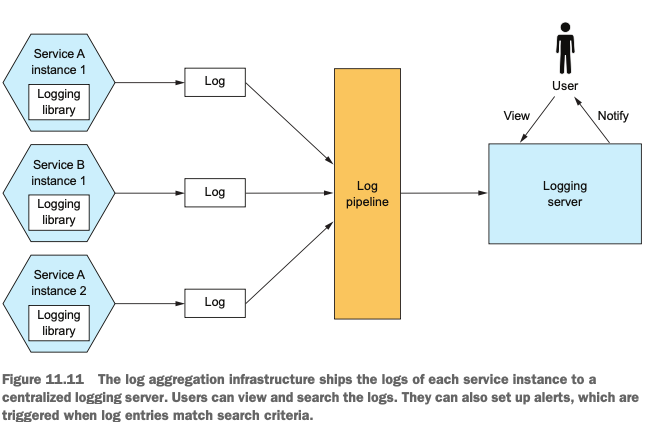 Service A
instance 1
Logging
library
Log
Service B
instance 1
Logging
library
Log
Service A
instance 2
Logging
library
Log
Log
pipeline
User
View
Notify
Logging
server
Figure 11.11 The log aggregation infrastructure ships the logs of each service instance to a
centralized logging server. Users can view and search the logs. They can also set up alerts, which are
triggered when log entries match search criteria.